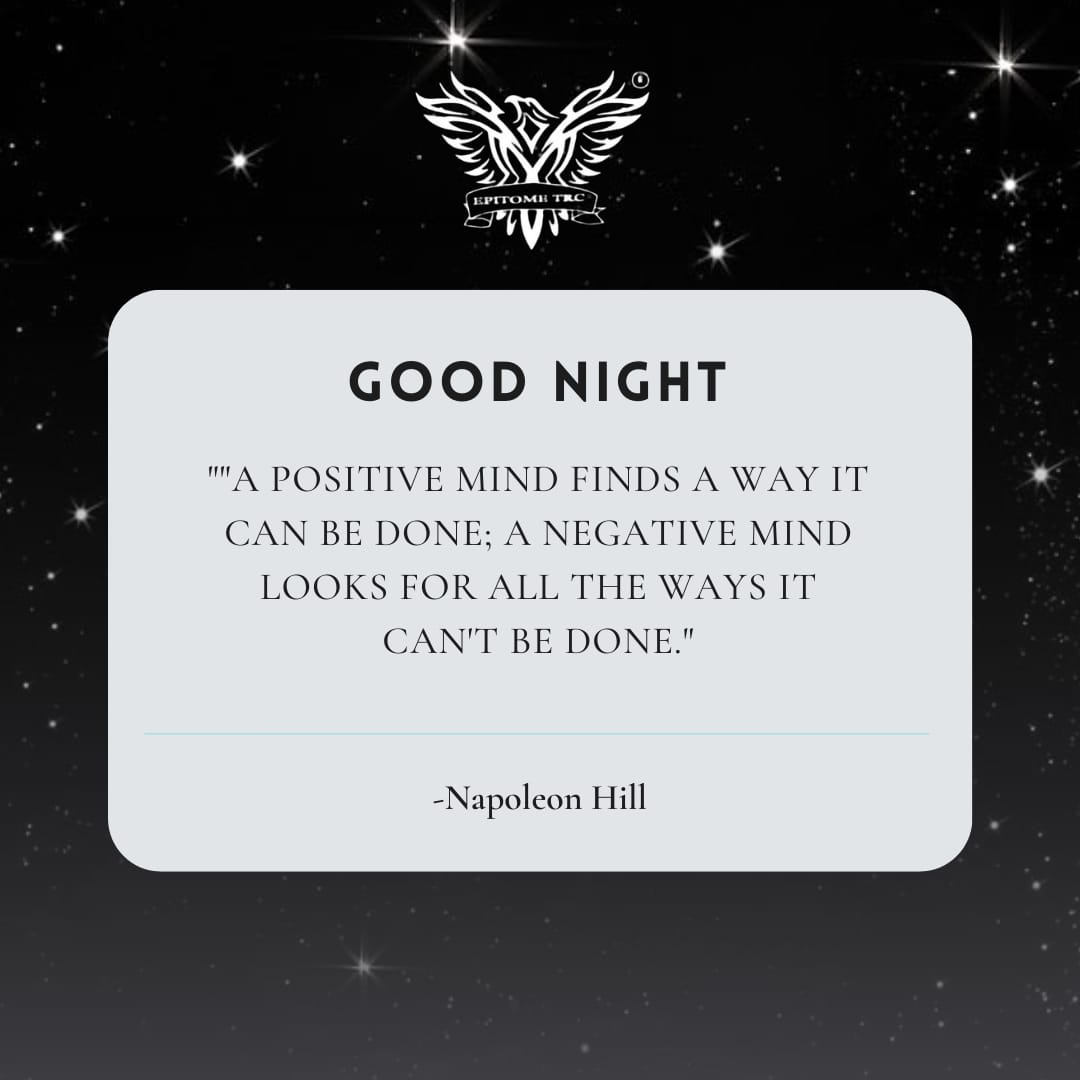 EPITOME TRC
GOOD NIGHT
""A POSITIVE MIND FINDS A WAY IT
CAN BE DONE; A NEGATIVE MIND
LOOKS FOR ALL THE WAYS IT
CAN'T BE DONE."
-Napoleon Hill